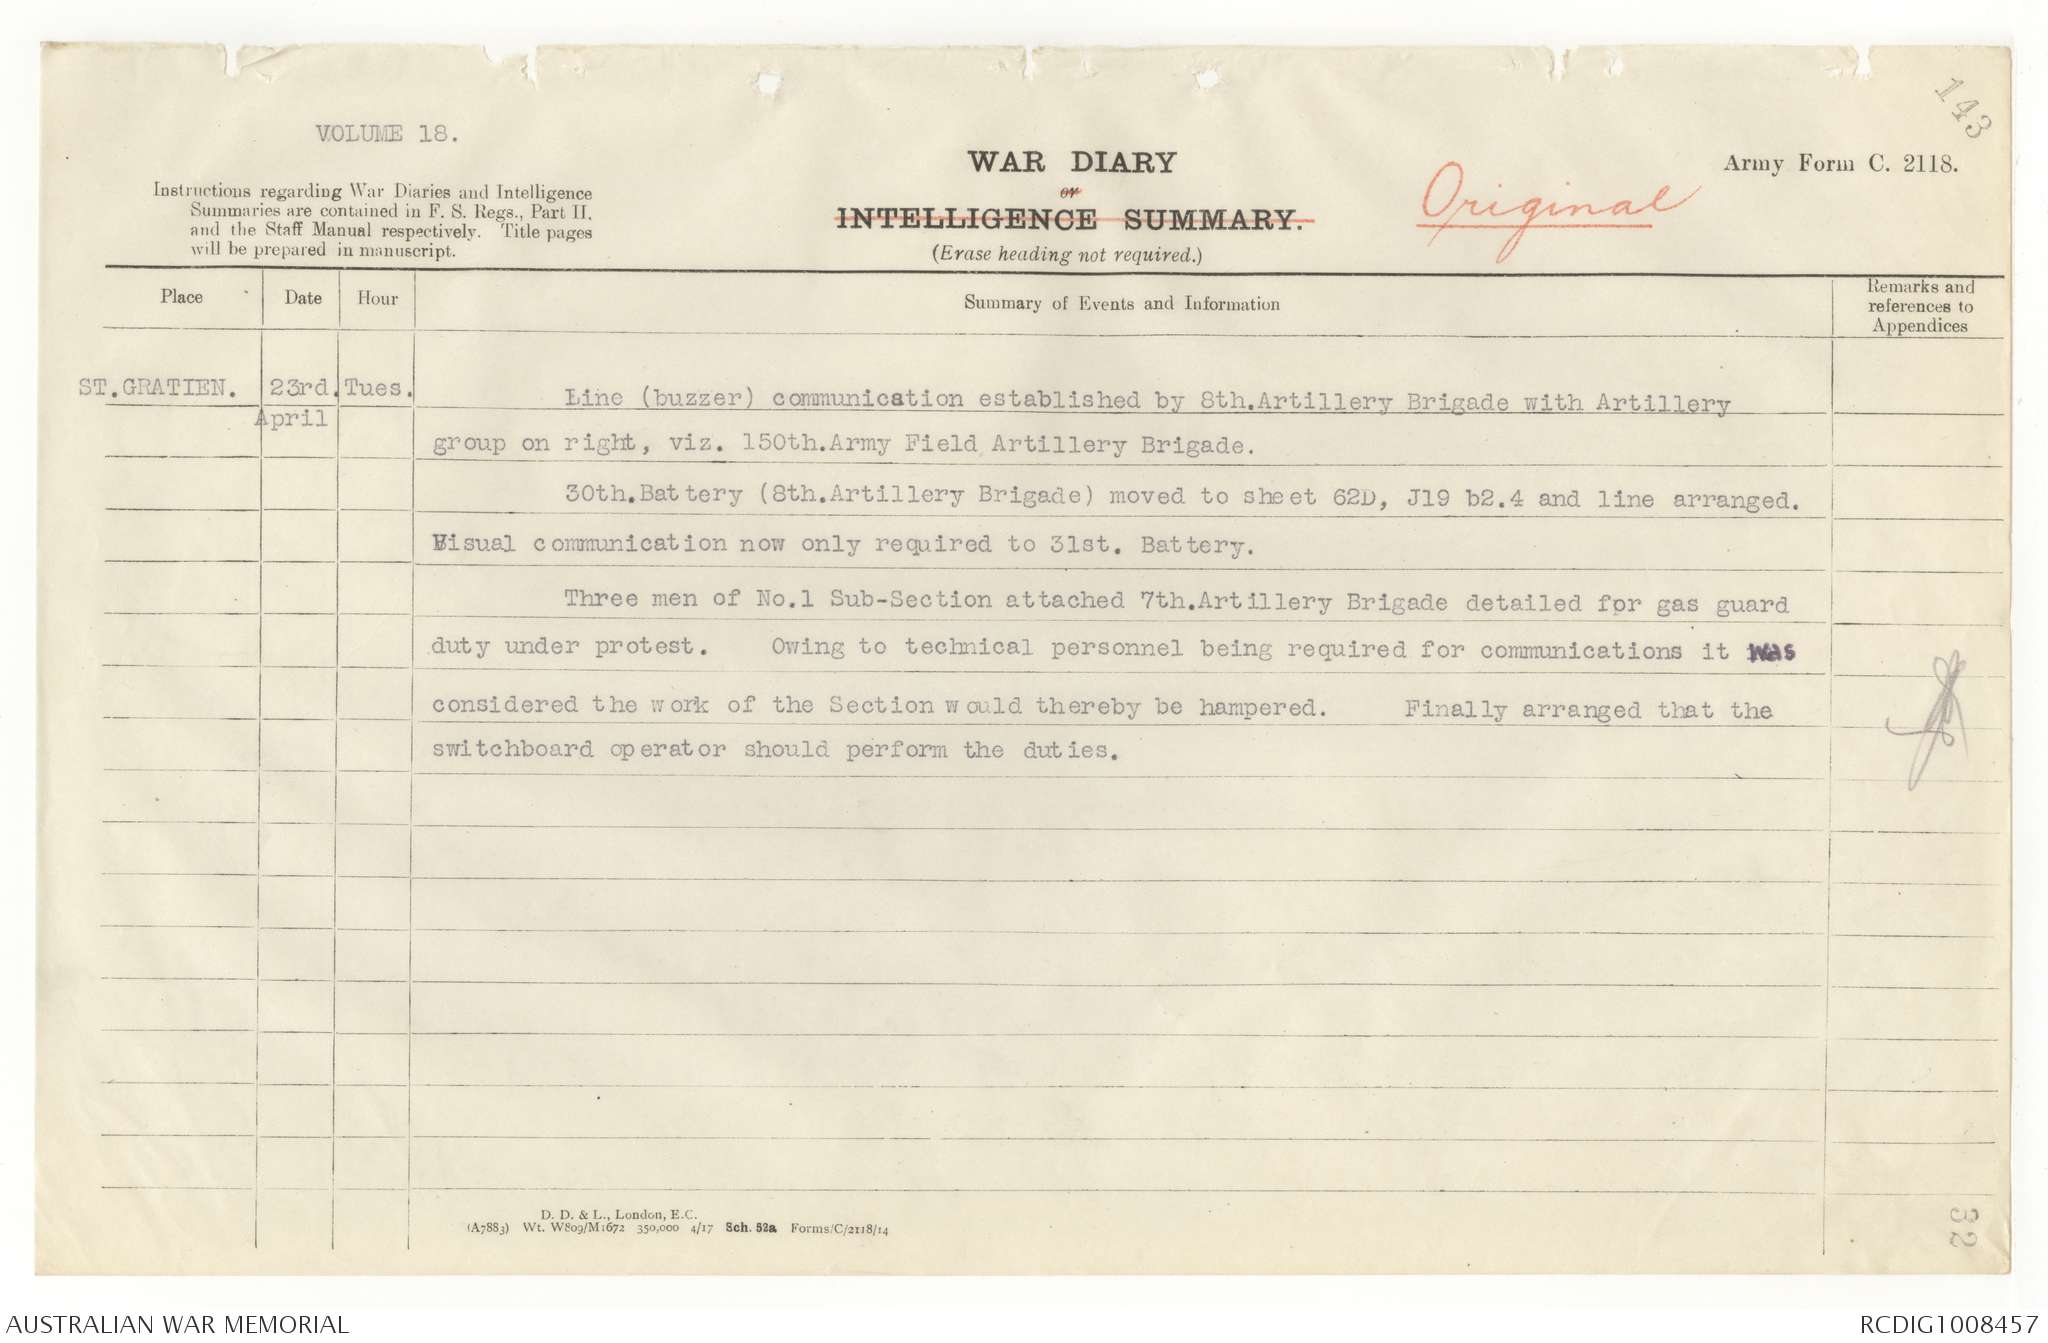 143
VOLUME 18.
WAR DIARY
or
INTELLIGENCE SUMMARY.
(Erase heading not required.)
Original
Army Form C. 2118.
Instructions regarding War Diaries and Intelligence
Summaries are contained in F. S. Regs., Part II.
and the Staff Manual respectively. Title pages
will be prepared in manuscript.
Place
Date
Hour
Summary of Events and Information
Remarks and
references to
Appendices
ST.GRATIEN. 23rd. Tues.
April
Line (buzzer) communication established by 8th.Artillery Brigade with Artillery
group on right, viz. 150th.Army Field Artillery Brigade.
30th.Battery (8th.Artillery Brigade) moved to sheet 62D, J19 b2.4 and line arranged.
Visual communication now only required to 31st. Battery.
Three men of No.1 Sub-Section attached 7th.Artillery Brigade detailed for gas guard
duty under protest. Owing to technical personnel being required for communications it was
considered the work of the Section would thereby be hampered. Finally arranged that the
switchboard operator should perform the duties.
D. D. & L., London, E.C.
(A7883) Wt. W809/M1672 350,000 4/17 Sch. 52a Forms/C/2118/14
32
AUSTRALIAN WAR MEMORIAL
RCDIG1008457